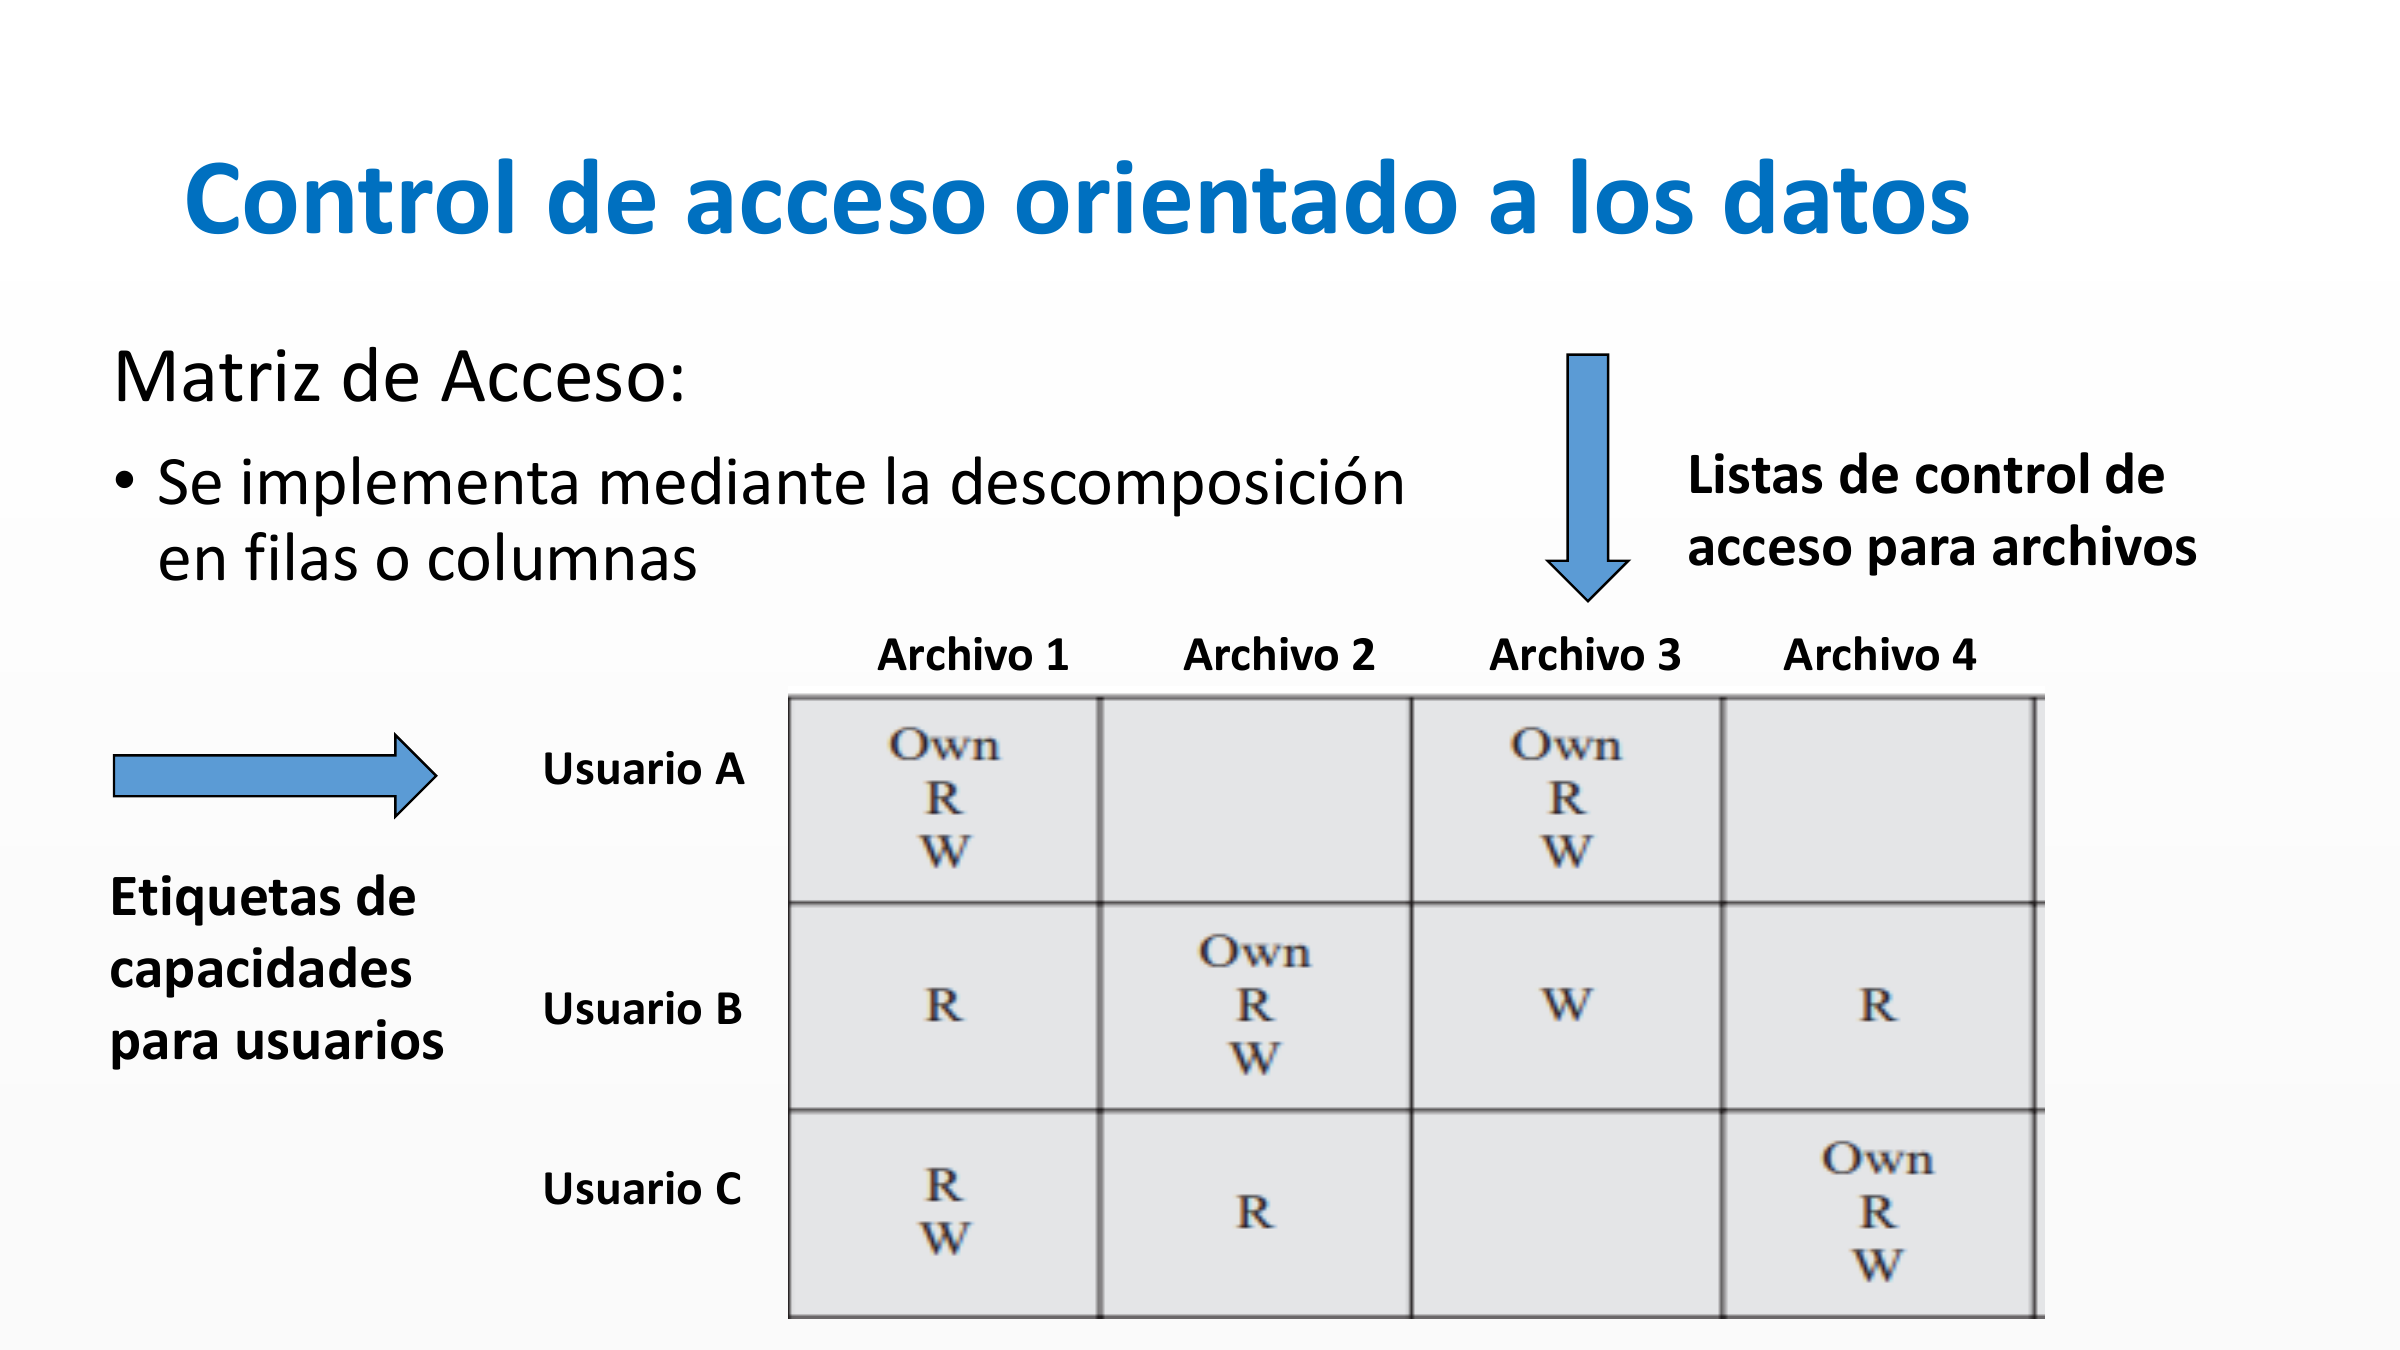 Control de acceso orientado a los datos
Matriz de Acceso:
• Se implementa mediante la descomposición
en filas o columnas
Listas de control de
acceso para archivos
Archivo 1 Archivo 2 Archivo 3 Archivo 4
Etiquetas de
capacidades
para usuarios
Usuario A
Own
R
W
Own
R
W
Usuario B
R
Own
R
W
W
R
Usuario C
R
W
R
Own
R
W